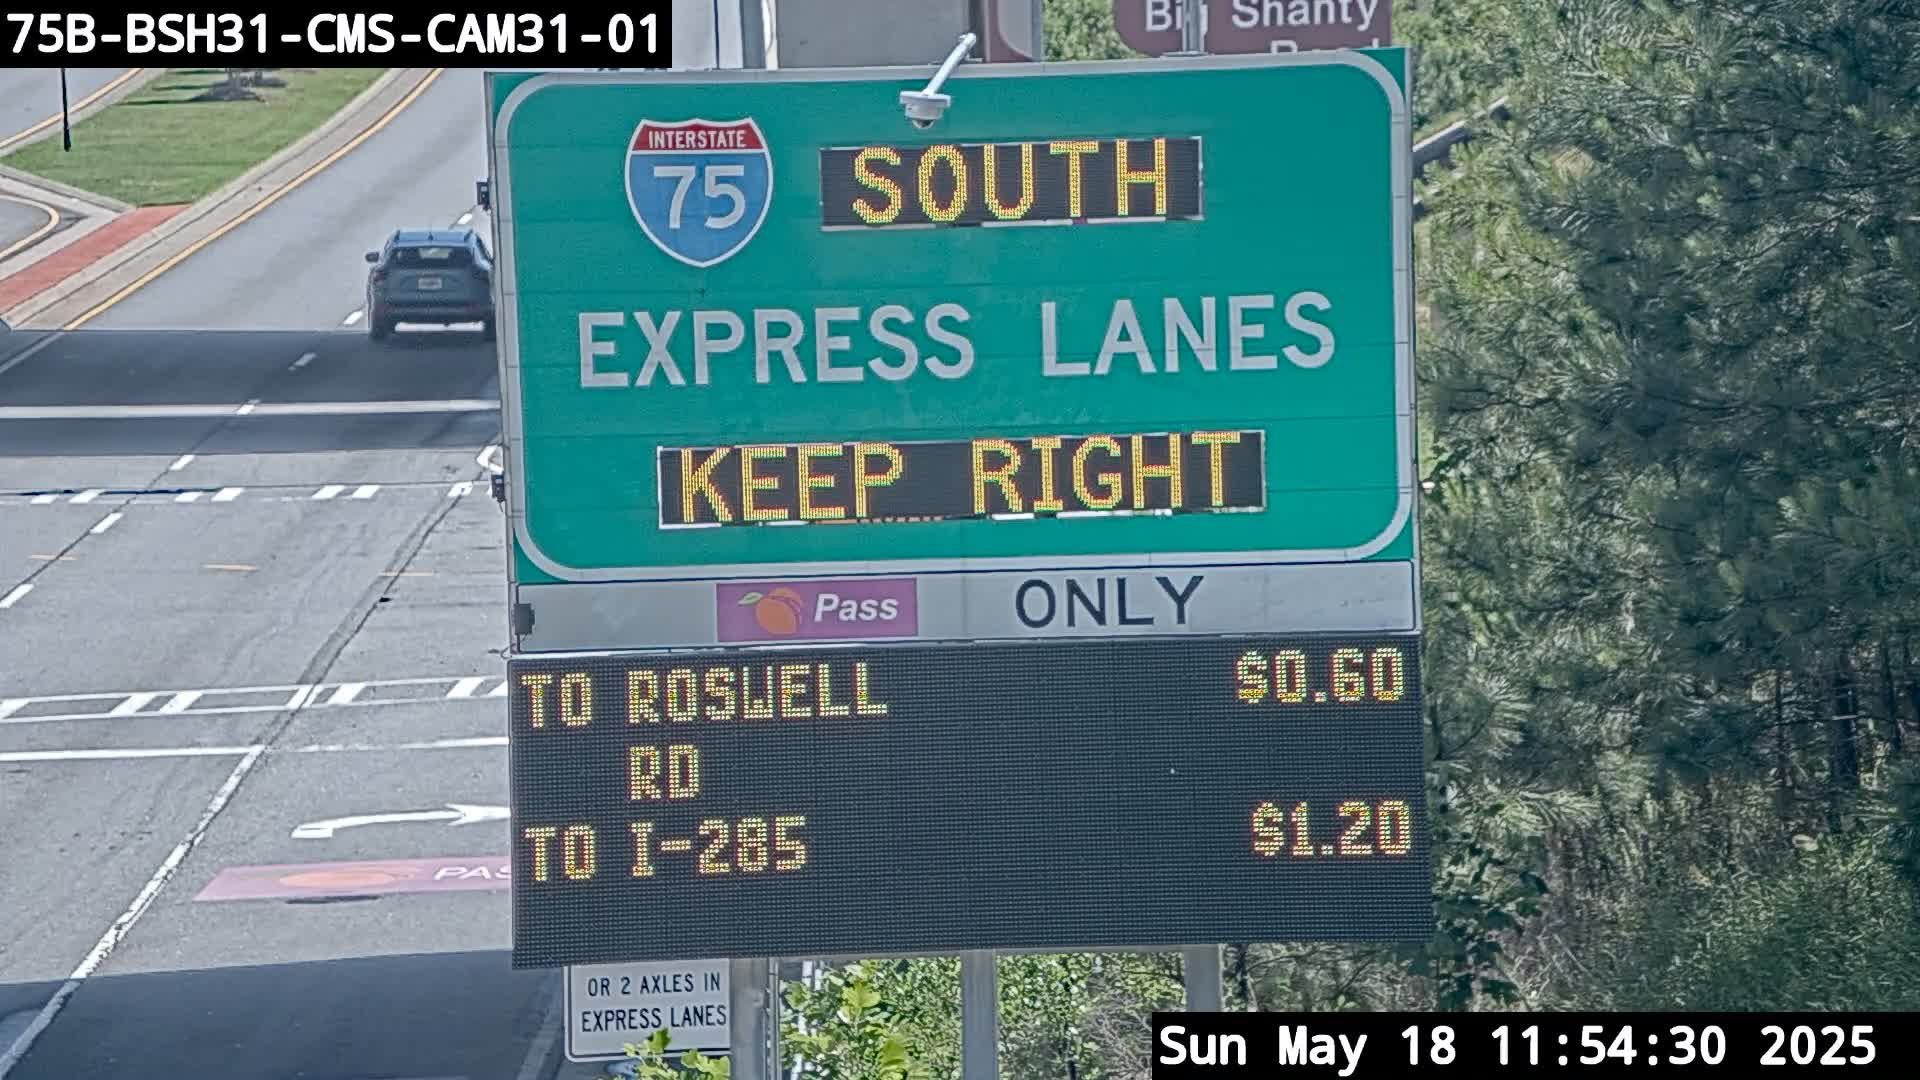 75B-BSH31-CMS-CAM31-01
Big Shanty
Road
INTERSTATE
75
SOUTH
EXPRESS LANES
KEEP RIGHT
Pass ONLY
TO ROSWELL $0.60
RD
TO I-285 $1.20
PAS
OR 2 AXLES IN
EXPRESS LANES
Sun May 18 11:54:30 2025